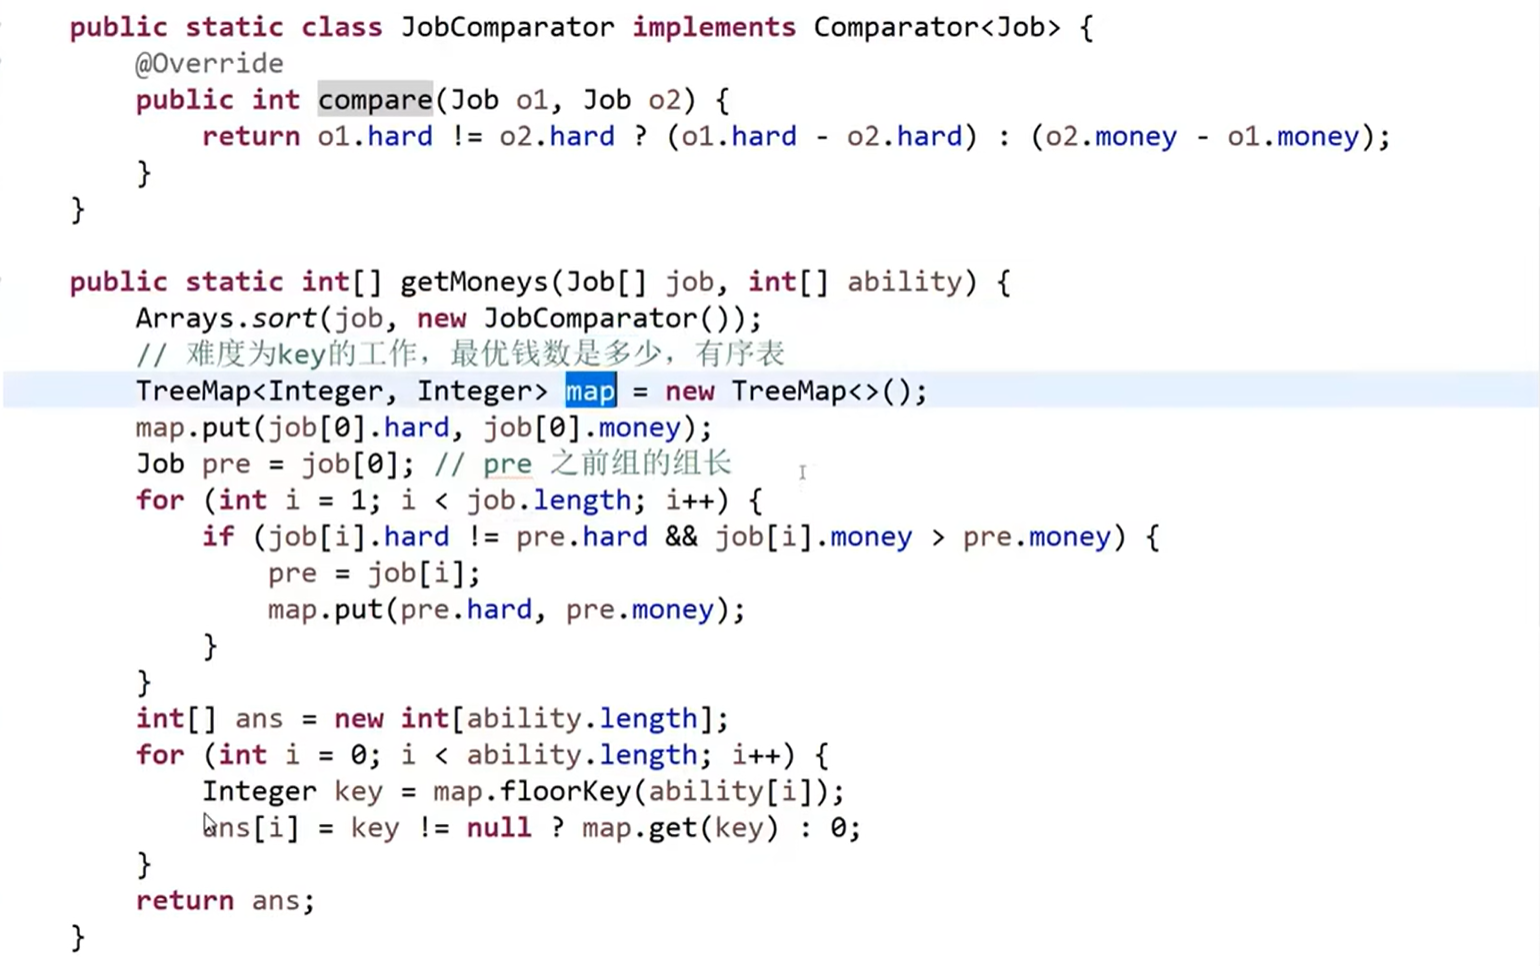 public static class JobComparator implements Comparator<Job> {
@Override
public int compare(Job o1, Job o2) {
return o1.hard != o2.hard ? (o1.hard - o2.hard) : (o2.money - o1.money);
}
}
public static int[] getMoneys(Job[] job, int[] ability) {
Arrays.sort(job, new JobComparator());
// 难度为key的工作，最优钱数是多少，有序表
TreeMap<Integer, Integer> map = new TreeMap<>();
map.put(job[0].hard, job[0].money);
Job pre = job[0]; // pre 之前组的组长
for (int i = 1; i < job.length; i++) {
if (job[i].hard != pre.hard && job[i].money > pre.money) {
pre = job[i];
map.put(pre.hard, pre.money);
}
}
int[] ans = new int[ability.length];
for (int i = 0; i < ability.length; i++) {
Integer key = map.floorKey(ability[i]);
ans[i] = key != null ? map.get(key) : 0;
}
return ans;
}